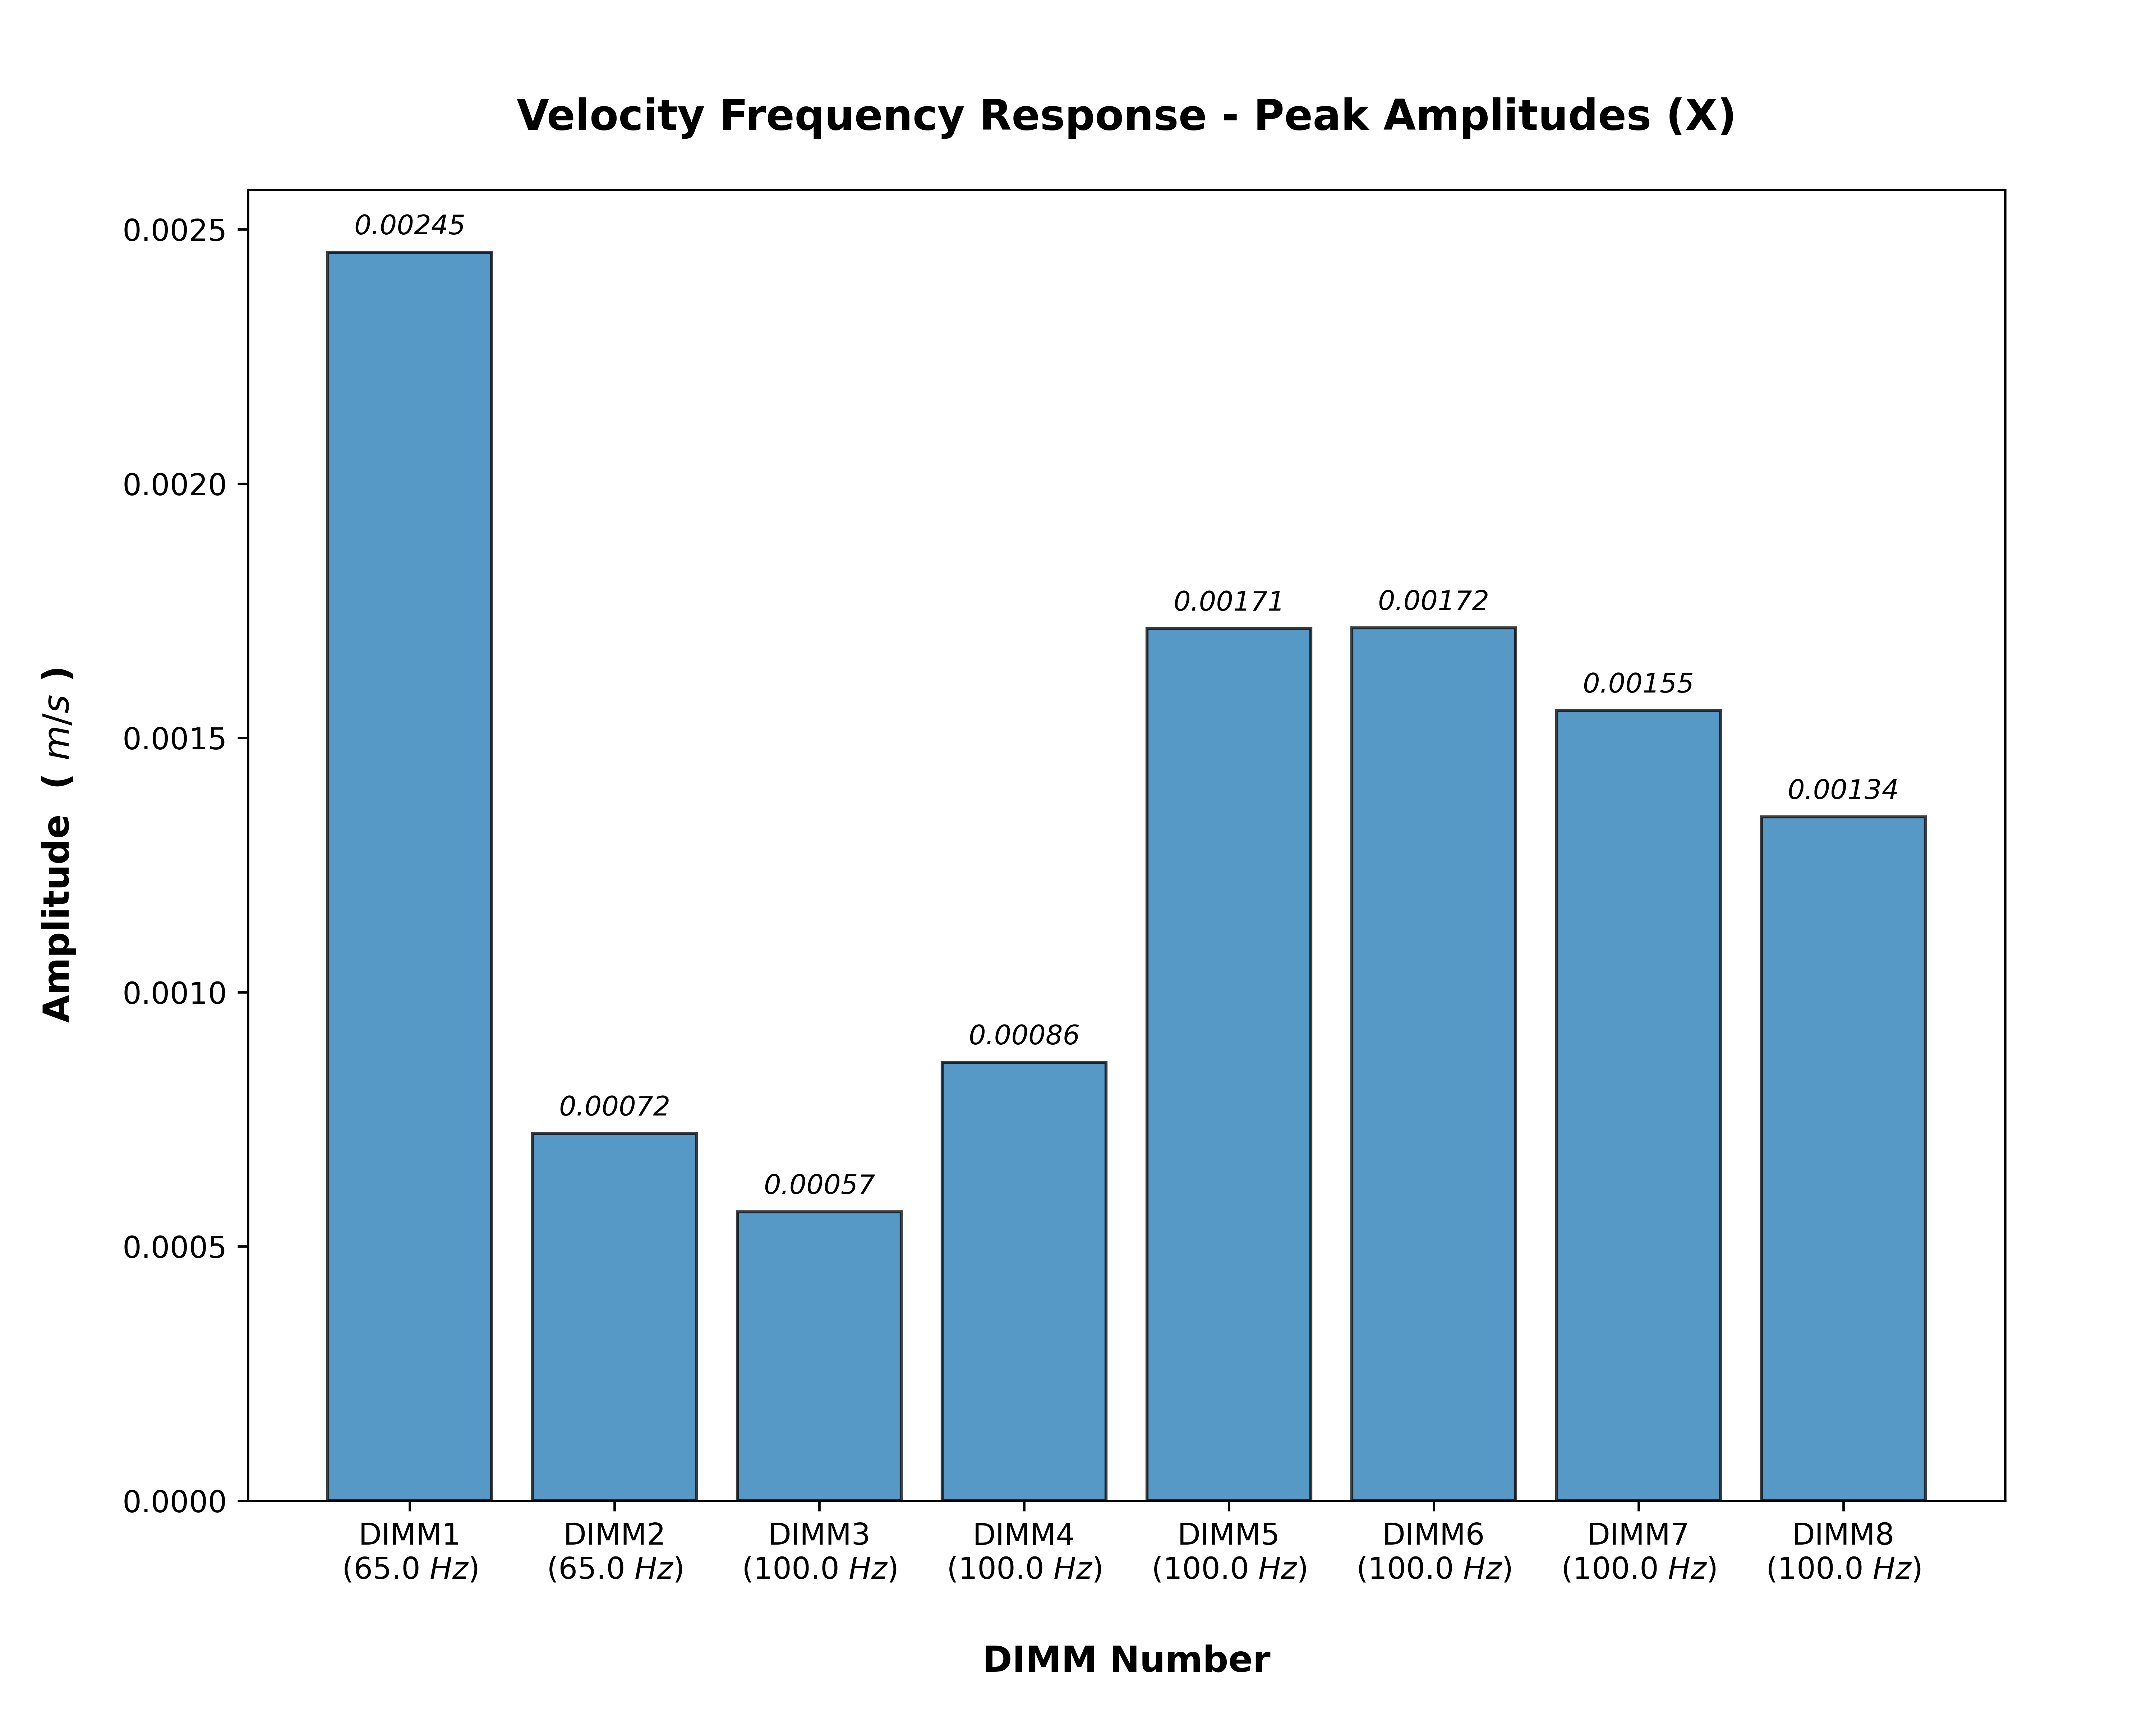 Velocity Frequency Response - Peak Amplitudes (X)
Amplitude ( m/s )
0.0025
0.0020
0.0015
0.0010
0.0005
0.0000
0.00245
0.00072
0.00057
0.00086
0.00171
0.00172
0.00155
0.00134
DIMM1
(65.0 Hz)
DIMM2
(65.0 Hz)
DIMM3
(100.0 Hz)
DIMM4
(100.0 Hz)
DIMM5
(100.0 Hz)
DIMM6
(100.0 Hz)
DIMM7
(100.0 Hz)
DIMM8
(100.0 Hz)
DIMM Number